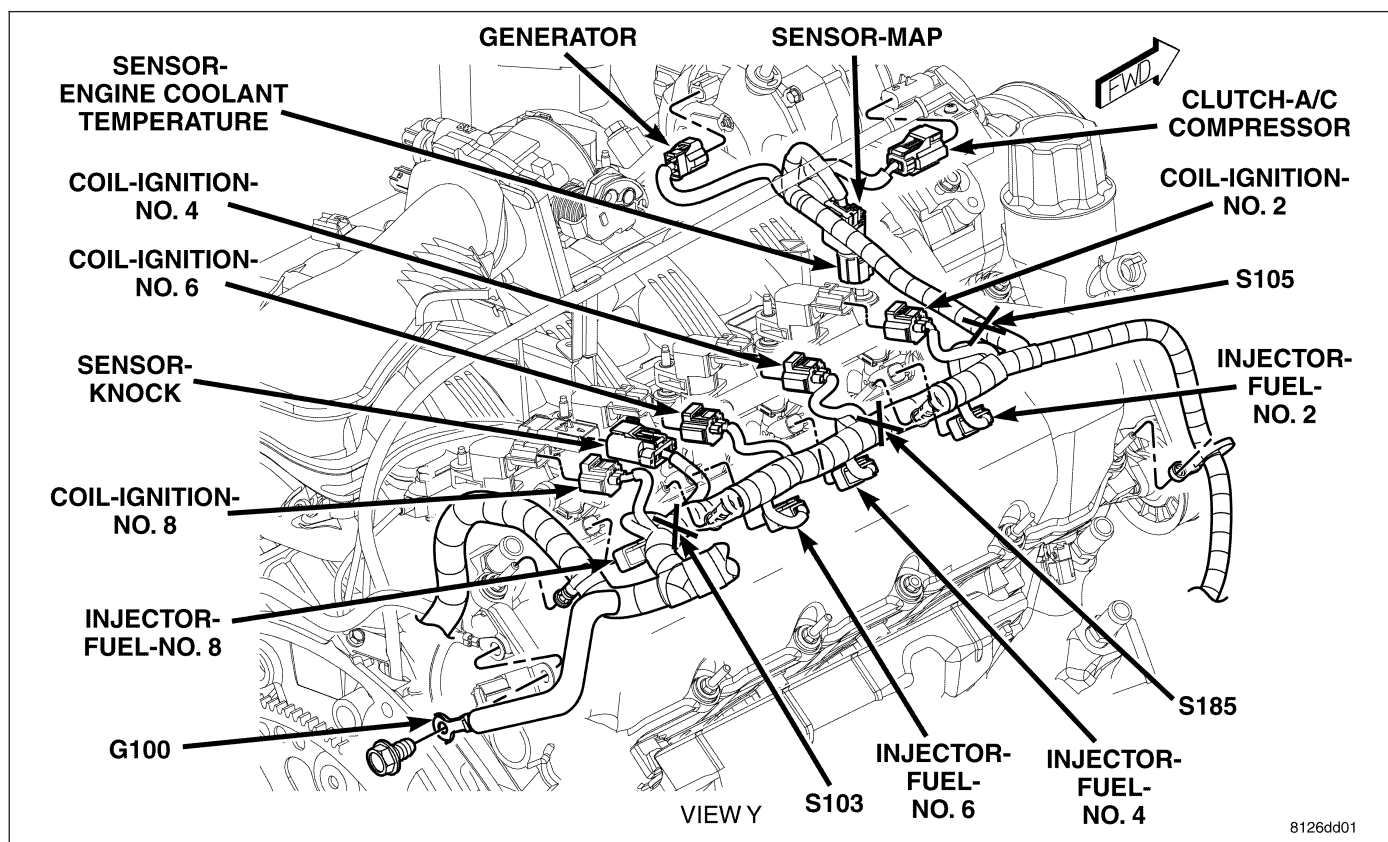 GENERATOR
SENSOR-MAP
FWD
SENSOR-
ENGINE COOLANT
TEMPERATURE
CLUTCH-A/C
COMPRESSOR
COIL-IGNITION-
NO. 4
COIL-IGNITION-
NO. 2
COIL-IGNITION-
NO. 6
S105
SENSOR-
KNOCK
INJECTOR-
FUEL-
NO. 2
COIL-IGNITION-
NO. 8
INJECTOR-
FUEL-NO. 8
S185
G100
INJECTOR-
FUEL-
NO. 6
INJECTOR-
FUEL-
NO. 4
S103
VIEW Y
8126dd01